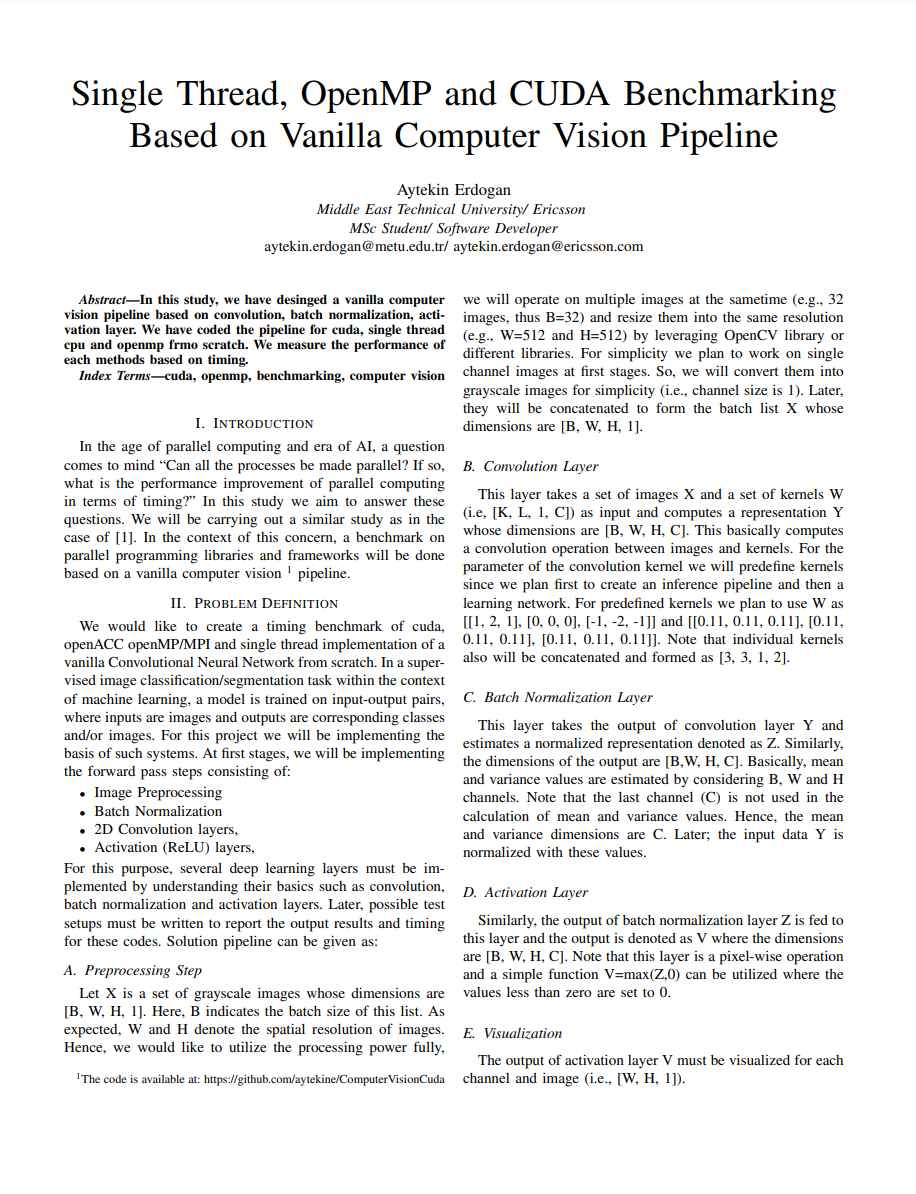 Single Thread, OpenMP and CUDA Benchmarking
Based on Vanilla Computer Vision Pipeline
Aytekin Erdogan
Middle East Technical University/ Ericsson
MSc Student/ Software Developer
aytekin.erdogan@metu.edu.tr/ aytekin.erdogan@ericsson.com
Abstract—In this study, we have desinged a vanilla computer
vision pipeline based on convolution, batch normalization, acti-
vation layer. We have coded the pipeline for cuda, single thread
cpu and openmp frmo scratch. We measure the performance of
each methods based on timing.
Index Terms—cuda, openmp, benchmarking, computer vision
I. INTRODUCTION
In the age of parallel computing and era of AI, a question
comes to mind “Can all the processes be made parallel? If so,
what is the performance improvement of parallel computing
in terms of timing?” In this study we aim to answer these
questions. We will be carrying out a similar study as in the
case of [1]. In the context of this concern, a benchmark on
parallel programming libraries and frameworks will be done
based on a vanilla computer vision 1 pipeline.
II. PROBLEM DEFINITION
We would like to create a timing benchmark of cuda,
openACC openMP/MPI and single thread implementation of a
vanilla Convolutional Neural Network from scratch. In a super-
vised image classification/segmentation task within the context
of machine learning, a model is trained on input-output pairs,
where inputs are images and outputs are corresponding classes
and/or images. For this project we will be implementing the
basis of such systems. At first stages, we will be implementing
the forward pass steps consisting of:
• Image Preprocessing
• Batch Normalization
• 2D Convolution layers,
• Activation (ReLU) layers,
For this purpose, several deep learning layers must be im-
plemented by understanding their basics such as convolution,
batch normalization and activation layers. Later, possible test
setups must be written to report the output results and timing
for these codes. Solution pipeline can be given as:
A. Preprocessing Step
Let X is a set of grayscale images whose dimensions are
[B, W, H, 1]. Here, B indicates the batch size of this list. As
expected, W and H denote the spatial resolution of images.
Hence, we would like to utilize the processing power fully,
1The code is available at: https://github.com/aytekine/ComputerVisionCuda
we will operate on multiple images at the sametime (e.g., 32
images, thus B=32) and resize them into the same resolution
(e.g., W=512 and H=512) by leveraging OpenCV library or
different libraries. For simplicity we plan to work on single
channel images at first stages. So, we will convert them into
grayscale images for simplicity (i.e., channel size is 1). Later,
they will be concatenated to form the batch list X whose
dimensions are [B, W, H, 1].
B. Convolution Layer
This layer takes a set of images X and a set of kernels W
(i.e, [K, L, 1, C]) as input and computes a representation Y
whose dimensions are [B, W, H, C]. This basically computes
a convolution operation between images and kernels. For the
parameter of the convolution kernel we will predefine kernels
since we plan first to create an inference pipeline and then a
learning network. For predefined kernels we plan to use W as
[[1, 2, 1], [0, 0, 0], [-1, -2, -1]] and [[0.11, 0.11, 0.11], [0.11,
0.11, 0.11], [0.11, 0.11, 0.11]]. Note that individual kernels
also will be concatenated and formed as [3, 3, 1, 2].
C. Batch Normalization Layer
This layer takes the output of convolution layer Y and
estimates a normalized representation denoted as Z. Similarly,
the dimensions of the output are [B,W, H, C]. Basically, mean
and variance values are estimated by considering B, W and H
channels. Note that the last channel (C) is not used in the
calculation of mean and variance values. Hence, the mean
and variance dimensions are C. Later; the input data Y is
normalized with these values.
D. Activation Layer
Similarly, the output of batch normalization layer Z is fed to
this layer and the output is denoted as V where the dimensions
are [B, W, H, C]. Note that this layer is a pixel-wise operation
and a simple function V=max(Z,0) can be utilized where the
values less than zero are set to 0.
E. Visualization
The output of activation layer V must be visualized for each
channel and image (i.e., [W, H, 1]).